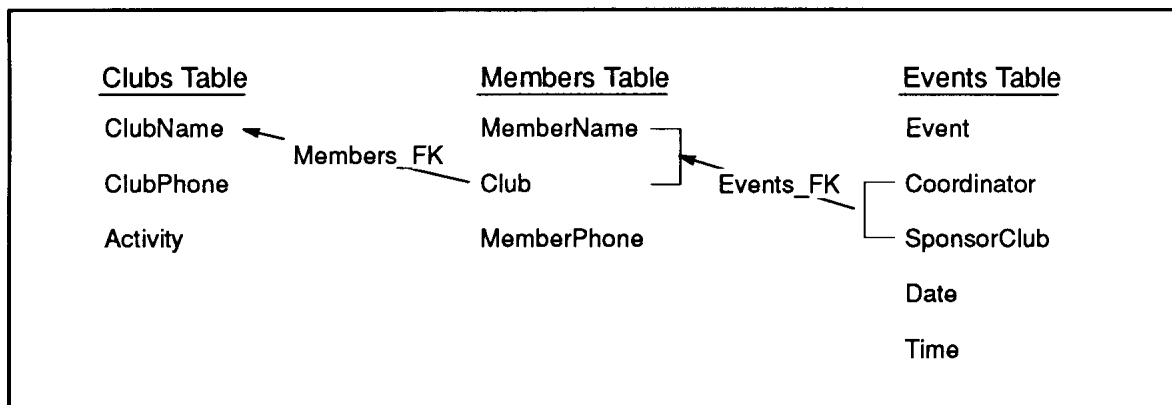 Clubs Table
Members Table
Events Table
ClubName
MemberName
Event
Members_FK
ClubPhone
Club
Events_FK
Coordinator
Activity
MemberPhone
SponsorClub
Date
Time